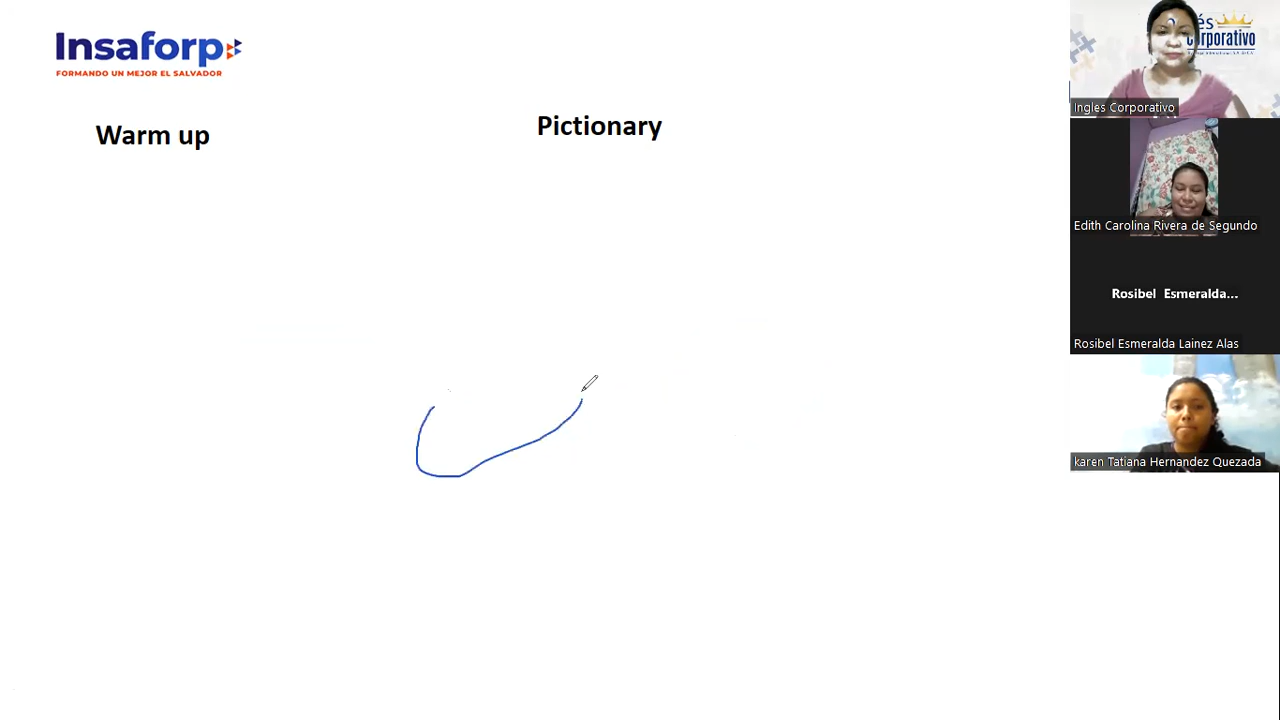 Insaforp
FORMANDO UN MEJOR EL SALVADOR
Warm up
Pictionary
Corporativo
Ingles Corporativo
Edith Carolina Rivera de Segundo
Rosibel Esmeralda...
Rosibel Esmeralda Lainez Alas
karen Tatiana Hernandez Quezada